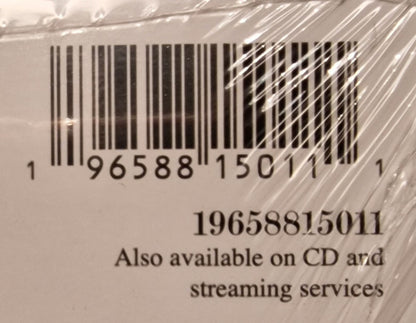 1 96588 15011 1
19658815011
Also available on CD and
streaming services